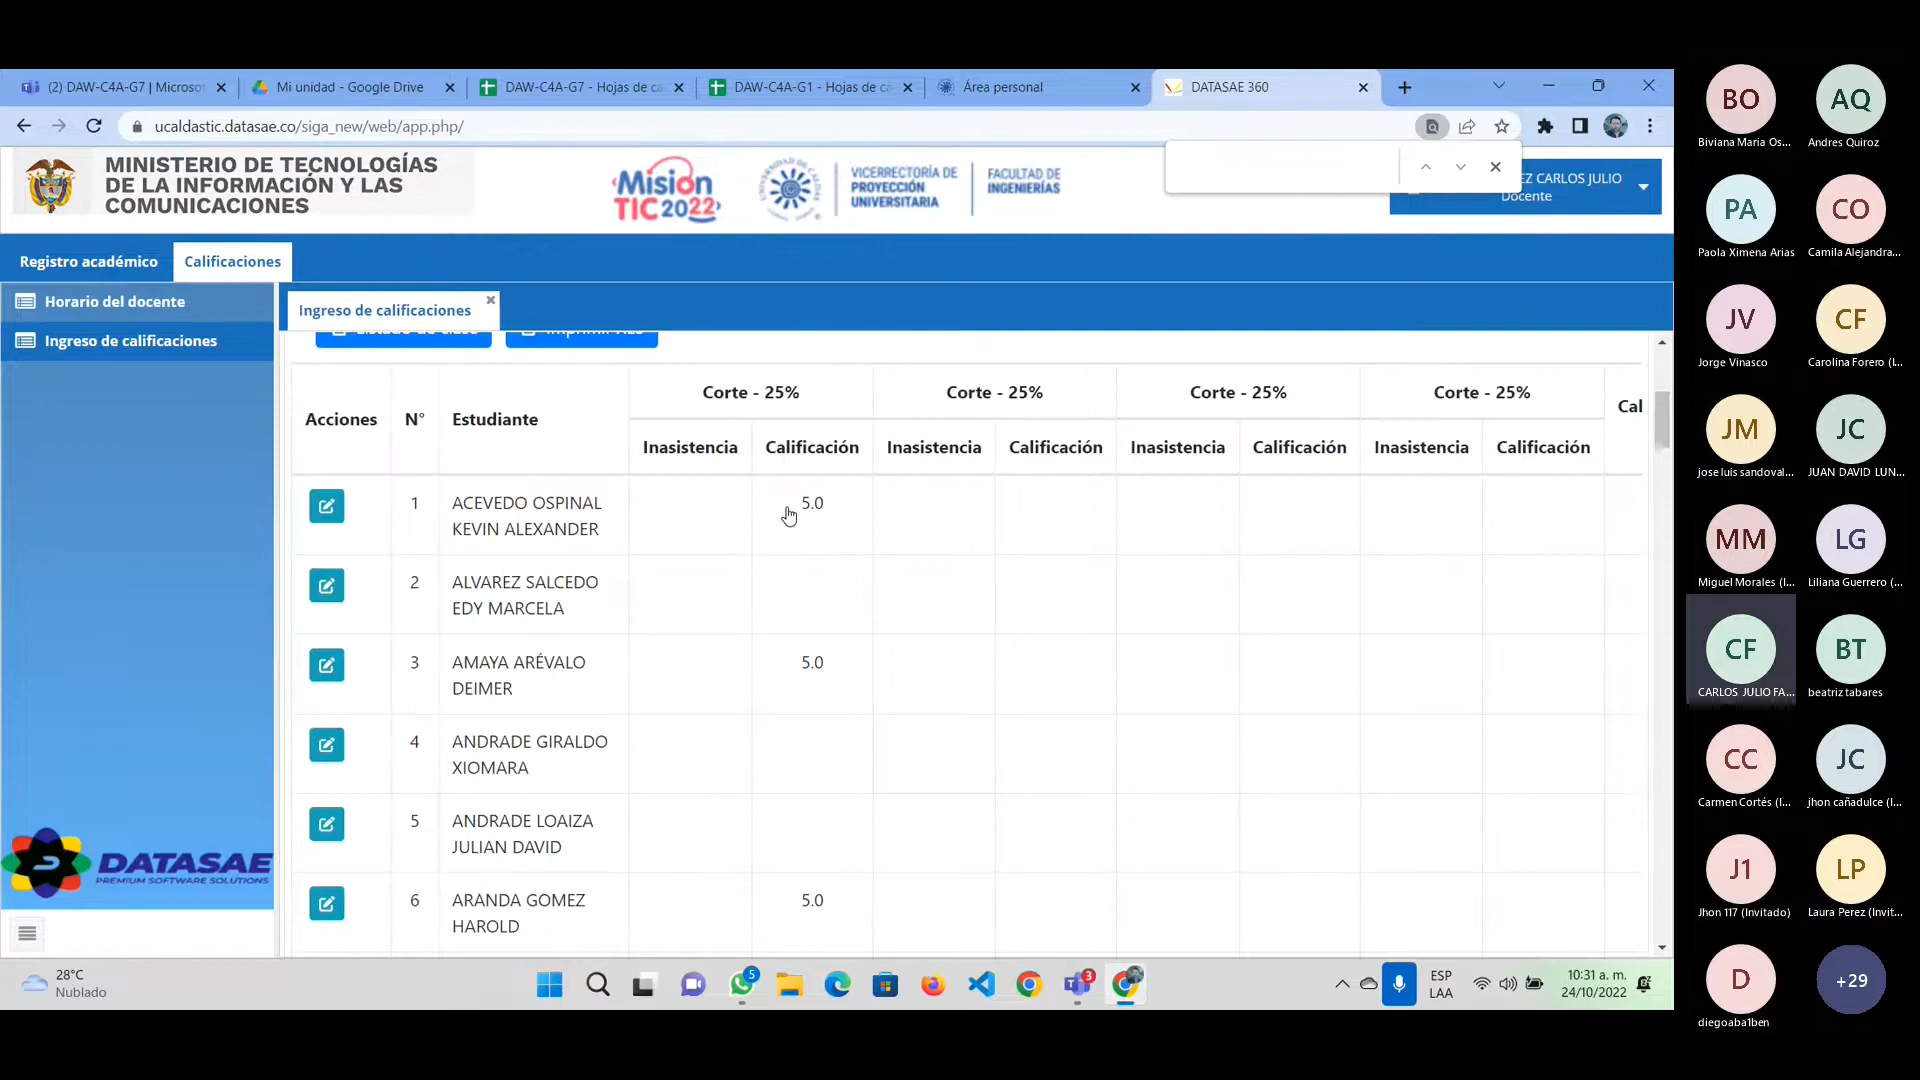 (2) DAW-C4A-G7 | Microso
Mi unidad - Google Drive
DAW-C4A-G7 - Hojas de cá
DAW-C4A-G1 - Hojas de cá
Área personal
DATASAE 360
ucaldastic.datasae.co/siga_new/web/app.php/
MINISTERIO DE TECNOLOGÍAS
DE LA INFORMACIÓN Y LAS
COMUNICACIONES
Misión
TIC 2022
UNIVERSIDAD DE CALDAS
VICERRECTORÍA DE
PROYECCIÓN
UNIVERSITARIA
FACULTAD DE
INGENIERÍAS
EZ CARLOS JULIO
Docente
Registro académico
Calificaciones
Horario del docente
Ingreso de calificaciones
Ingreso de calificaciones
Acciones N° Estudiante Corte - 25% Corte - 25% Corte - 25% Corte - 25% Cal
Inasistencia Calificación Inasistencia Calificación Inasistencia Calificación Inasistencia Calificación
1 ACEVEDO OSPINAL 5.0
KEVIN ALEXANDER
2 ALVAREZ SALCEDO
EDY MARCELA
3 AMAYA ARÉVALO 5.0
DEIMER
4 ANDRADE GIRALDO
XIOMARA
5 ANDRADE LOAIZA
JULIAN DAVID
6 ARANDA GOMEZ 5.0
HAROLD
DATASAE
PREMIUM SOFTWARE SOLUTIONS
28°C
Nublado
5
3
ESP
LAA
10:31 a. m.
24/10/2022
BO AQ
Biviana Maria Os... Andres Quiroz
PA CO
Paola Ximena Arias Camila Alejandra...
JV CF
Jorge Vinasco Carolina Forero (I...
JM JC
jose luis sandoval... JUAN DAVID LUN...
MM LG
Miguel Morales (I... Liliana Guerrero (...
CF BT
CARLOS JULIO FA... beatriz tabares
CC JC
Carmen Cortés (I... jhon cañadulce (I...
J1 LP
Jhon 117 (Invitado) Laura Perez (Invit...
D +29
diegoaba1ben